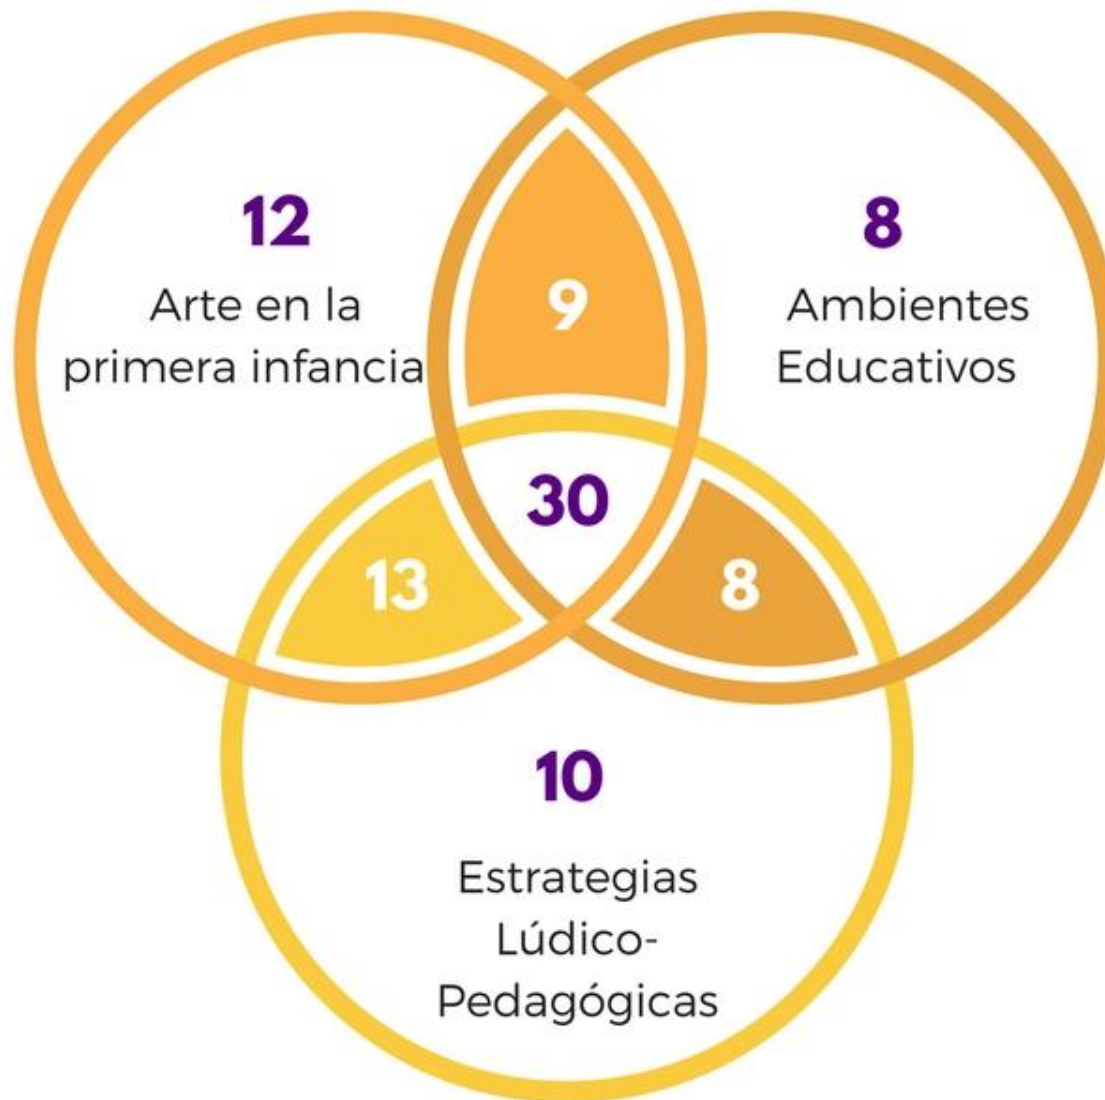 12
Arte en la
primera infancia
8
Ambientes
Educativos
9
30
13
8
10
Estrategias
Lúdico-
Pedagógicas